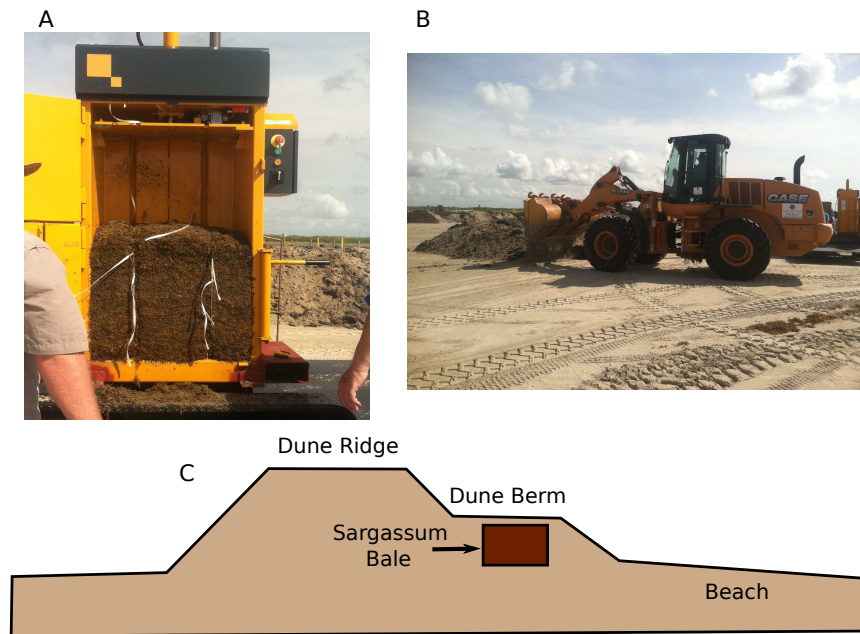 A
B
CASE
C
Dune Ridge
Dune Berm
Sargassum
Bale
Beach